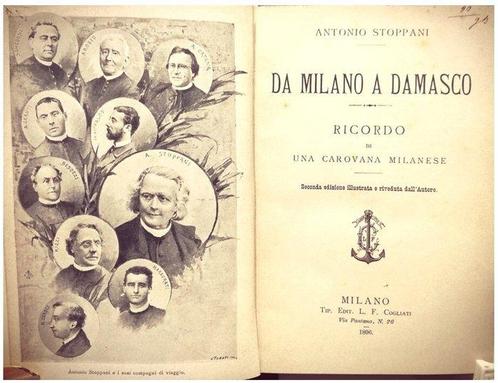 A. STOPPANI
Antonio Stoppani e i suoi compagni di viaggio.
ANTONIO STOPPANI
DA MILANO A DAMASCO
RICORDO
DI
UNA CAROVANA MILANESE
Seconda edizione illustrata e riveduta dall'Autore.
MILANO
TIP. EDIT. L. F. COGLIATI
Via Pantano, N. 26
1896.